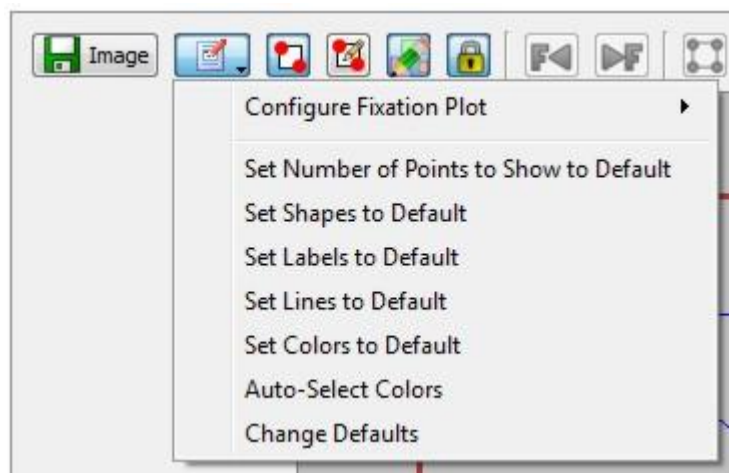 Image
F F
Configure Fixation Plot
Set Number of Points to Show to Default
Set Shapes to Default
Set Labels to Default
Set Lines to Default
Set Colors to Default
Auto-Select Colors
Change Defaults